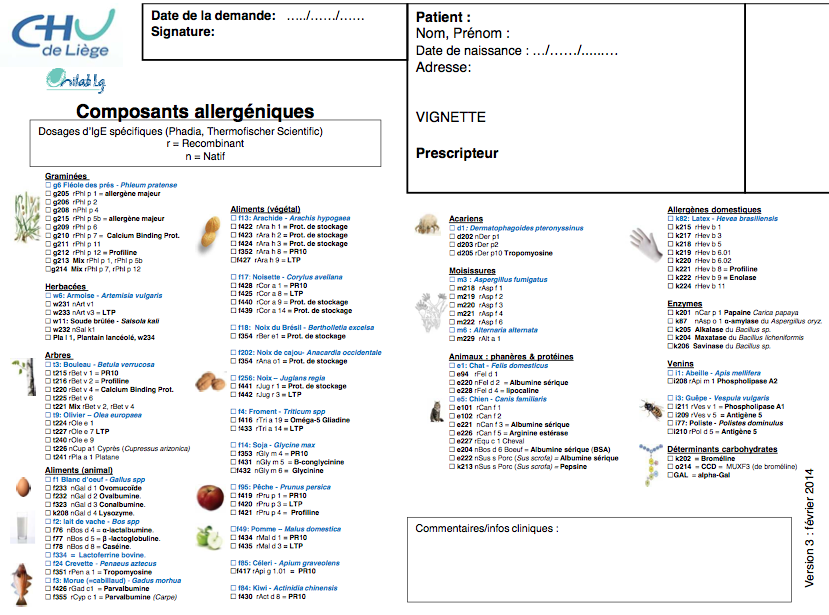 CHU
de Liège
Unilab Lg
Date de la demande: …../……/……
Signature:
Patient :
Nom, Prénom :
Date de naissance : …/……/......…
Adresse:
VIGNETTE
Prescripteur
Composants allergéniques
Dosages d'IgE spécifiques (Phadia, Thermofischer Scientific)
r = Recombinant
n = Natif
Graminées
☐ g6 Fléole des prés - Phleum pratense
☐ g205 rPhl p 1 = allergène majeur
☐ g206 rPhl p 2
☐ g208 nPhl p 4
☐ g215 rPhl p 5b = allergène majeur
☐ g209 rPhl p 6
☐ g210 rPhl p 7 = Calcium Binding Prot.
☐ g211 rPhl p 11
☐ g212 rPhl p 12 = Profiline
☐ g213 Mix rPhl p 1, rPhl p 5b
☐g214 Mix rPhl p 7, rPhl p 12
Herbacées
☐ w6: Armoise - Artemisia vulgaris
☐ w231 nArt v1
☐ w233 nArt v3 = LTP
☐ w11: Soude brûlée - Salsola kali
☐ w232 nSal k1
☐ Pla l 1, Plantain lancéolé, w234
Arbres
☐ t3: Bouleau - Betula verrucosa
☐ t215 rBet v 1 = PR10
☐ t216 rBet v 2 = Profiline
☐ t220 rBet v 4 = Calcium Binding Prot.
☐ t225 rBet v 6
☐ t221 Mix rBet v 2, rBet v 4
☐ t9: Olivier – Olea europaea
☐ t224 rOle e 1
☐ t227 nOle e 7 LTP
☐ t240 rOle e 9
☐ t226 nCup a1 Cyprès (Cupressus arizonica)
☐ t241 rPla a 1 Platane
Aliments (animal)
☐ f1 Blanc d'oeuf - Gallus spp
☐ f233 nGal d 1 Ovomucoïde
☐ f232 nGal d 2 Ovalbumine.
☐ f323 nGal d 3 Conalbumine.
☐ k208 nGal d 4 Lysozyme.
☐ f2: lait de vache - Bos spp
☐ f76 nBos d 4 = α-lactalbumine.
☐ f77 nBos d 5 = β -lactoglobuline.
☐ f78 nBos d 8 = Caséine.
☐ f334 = Lactoferrine bovine.
☐ f24 Crevette - Penaeus aztecus
☐ f351 rPen a 1 = Tropomyosine
☐ f3: Morue (=cabillaud) - Gadus morhua
☐ f426 rGad c1 = Parvalbumine
☐ f355 rCyp c 1 = Parvalbumine (Carpe)
Aliments (végétal)
☐ f13: Arachide - Arachis hypogaea
☐ f422 rAra h 1 = Prot. de stockage
☐ f423 rAra h 2 = Prot. de stockage
☐ f424 rAra h 3 = Prot. de stockage
☐ f352 rAra h 8 = PR10
☐f427 rAra h 9 = LTP
☐ f17: Noisette - Corylus avellana
☐ f428 rCor a 1 = PR10
☐ f425 rCor a 8 = LTP
☐ f440 rCor a 9 = Prot. de stockage
☐ f439 rCor a 14 = Prot. de stockage
☐ f18: Noix du Brésil - Bertholletia excelsa
☐ f354 rBer e1 = Prot. de stockage
☐ f202: Noix de cajou- Anacardia occidentale
☐ f354 rAna o1 = Prot. de stockage
☐ f256: Noix – Juglans regia
☐ f441 rJug r 1 = Prot. de stockage
☐ f442 rJug r 3 = LTP
☐ f4: Froment - Triticum spp
☐ f416 rTri a 19 = Oméga-5 Gliadine
☐ f433 rTri a 14 = LTP
☐ f14: Soja - Glycine max
☐ f353 rGly m 4 = PR10
☐ f431 nGly m 5 = B-conglycinine
☐ f432 nGly m 6 = Glycinine
☐ f95: Pêche - Prunus persica
☐ f419 rPru p 1 = PR10
☐ f420 rPru p 3 = LTP
☐ f421 rPru p 4 = Profiline
☐f49: Pomme – Malus domestica
☐ f434 rMal d 1 = PR10
☐ f435 rMal d 3 = LTP
☐ f85: Céleri - Apium graveolens
☐f417 rApi g 1.01 = PR10
☐ f84: Kiwi - Actinidia chinensis
☐ f430 rAct d 8 = PR10
Acariens
☐ d1: Dermatophagoides pteronyssinus
☐ d202 nDer p1
☐ d203 rDer p2
☐ d205 rDer p10 Tropomyosine
Moisissures
☐ m3 : Aspergillus fumigatus
☐ m218 rAsp f 1
☐ m219 rAsp f 2
☐ m220 rAsp f 3
☐ m221 rAsp f 4
☐ m222 rAsp f 6
☐ m6 : Alternaria alternata
☐ m229 rAlt a 1
Animaux : phanères & protéines
☐ e1: Chat - Felis domesticus
☐ e94 rFel d 1
☐ e220 nFel d 2 = Albumine sérique
☐ e228 rFel d 4 = lipocaline
☐ e5: Chien - Canis familiaris
☐ e101 rCan f 1
☐ e102 rCan f 2
☐ e221 nCan f 3 = Albumine sérique
☐ e226 rCan f 5 = Arginine estérase
☐ e227 rEqu c 1 Cheval
☐ e204 nBos d 6 Boeuf = Albumine sérique (BSA)
☐ e222 nSus s Porc (Sus scrofa) = Albumine sérique
☐ k213 nSus s Porc (Sus scrofa) = Pepsine
Allergènes domestiques
☐ k82: Latex - Hevea brasiliensis
☐ k215 rHev b 1
☐ k217 rHev b 3
☐ k218 rHev b 5
☐ k219 rHev b 6.01
☐ k220 rHev b 6.02
☐ k221 rHev b 8 = Profiline
☐ k222 rHev b 9 = Enolase
☐ k224 rHev b 11
Enzymes
☐ k201 nCar p 1 Papaïne Carica papaya
☐ k87 nAsp o 1 α-amylase du Aspergillus oryz.
☐ k205 Alkalase du Bacillus sp.
☐ k204 Maxatase du Bacillus licheniformis
☐ k206 Savinase du Bacillus sp.
Venins
☐ i1: Abeille - Apis mellifera
☐i208 rApi m 1 Phospholipase A2
☐ i3: Guêpe - Vespula vulgaris
☐ i211 rVes v 1 = Phospholipase A1
☐ i209 rVes v 5 = Antigène 5
☐ i77: Poliste - Polistes dominulus
☐ i210 rPol d 5 = Antigène 5
Déterminants carbohydrates
☐ k202 = Broméline
☐ o214 = CCD = MUXF3 (de broméline)
☐GAL = alpha-Gal
Commentaires/infos cliniques :
Version 3 : février 2014